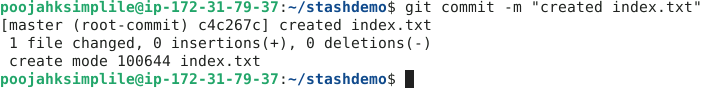 poojahksimplile@ip-172-31-79-37:~/stashdemo$ git commit -m "created index.txt"
[master (root-commit) c4c267c] created index.txt
 1 file changed, 0 insertions(+), 0 deletions(-)
 create mode 100644 index.txt
poojahksimplile@ip-172-31-79-37:~/stashdemo$